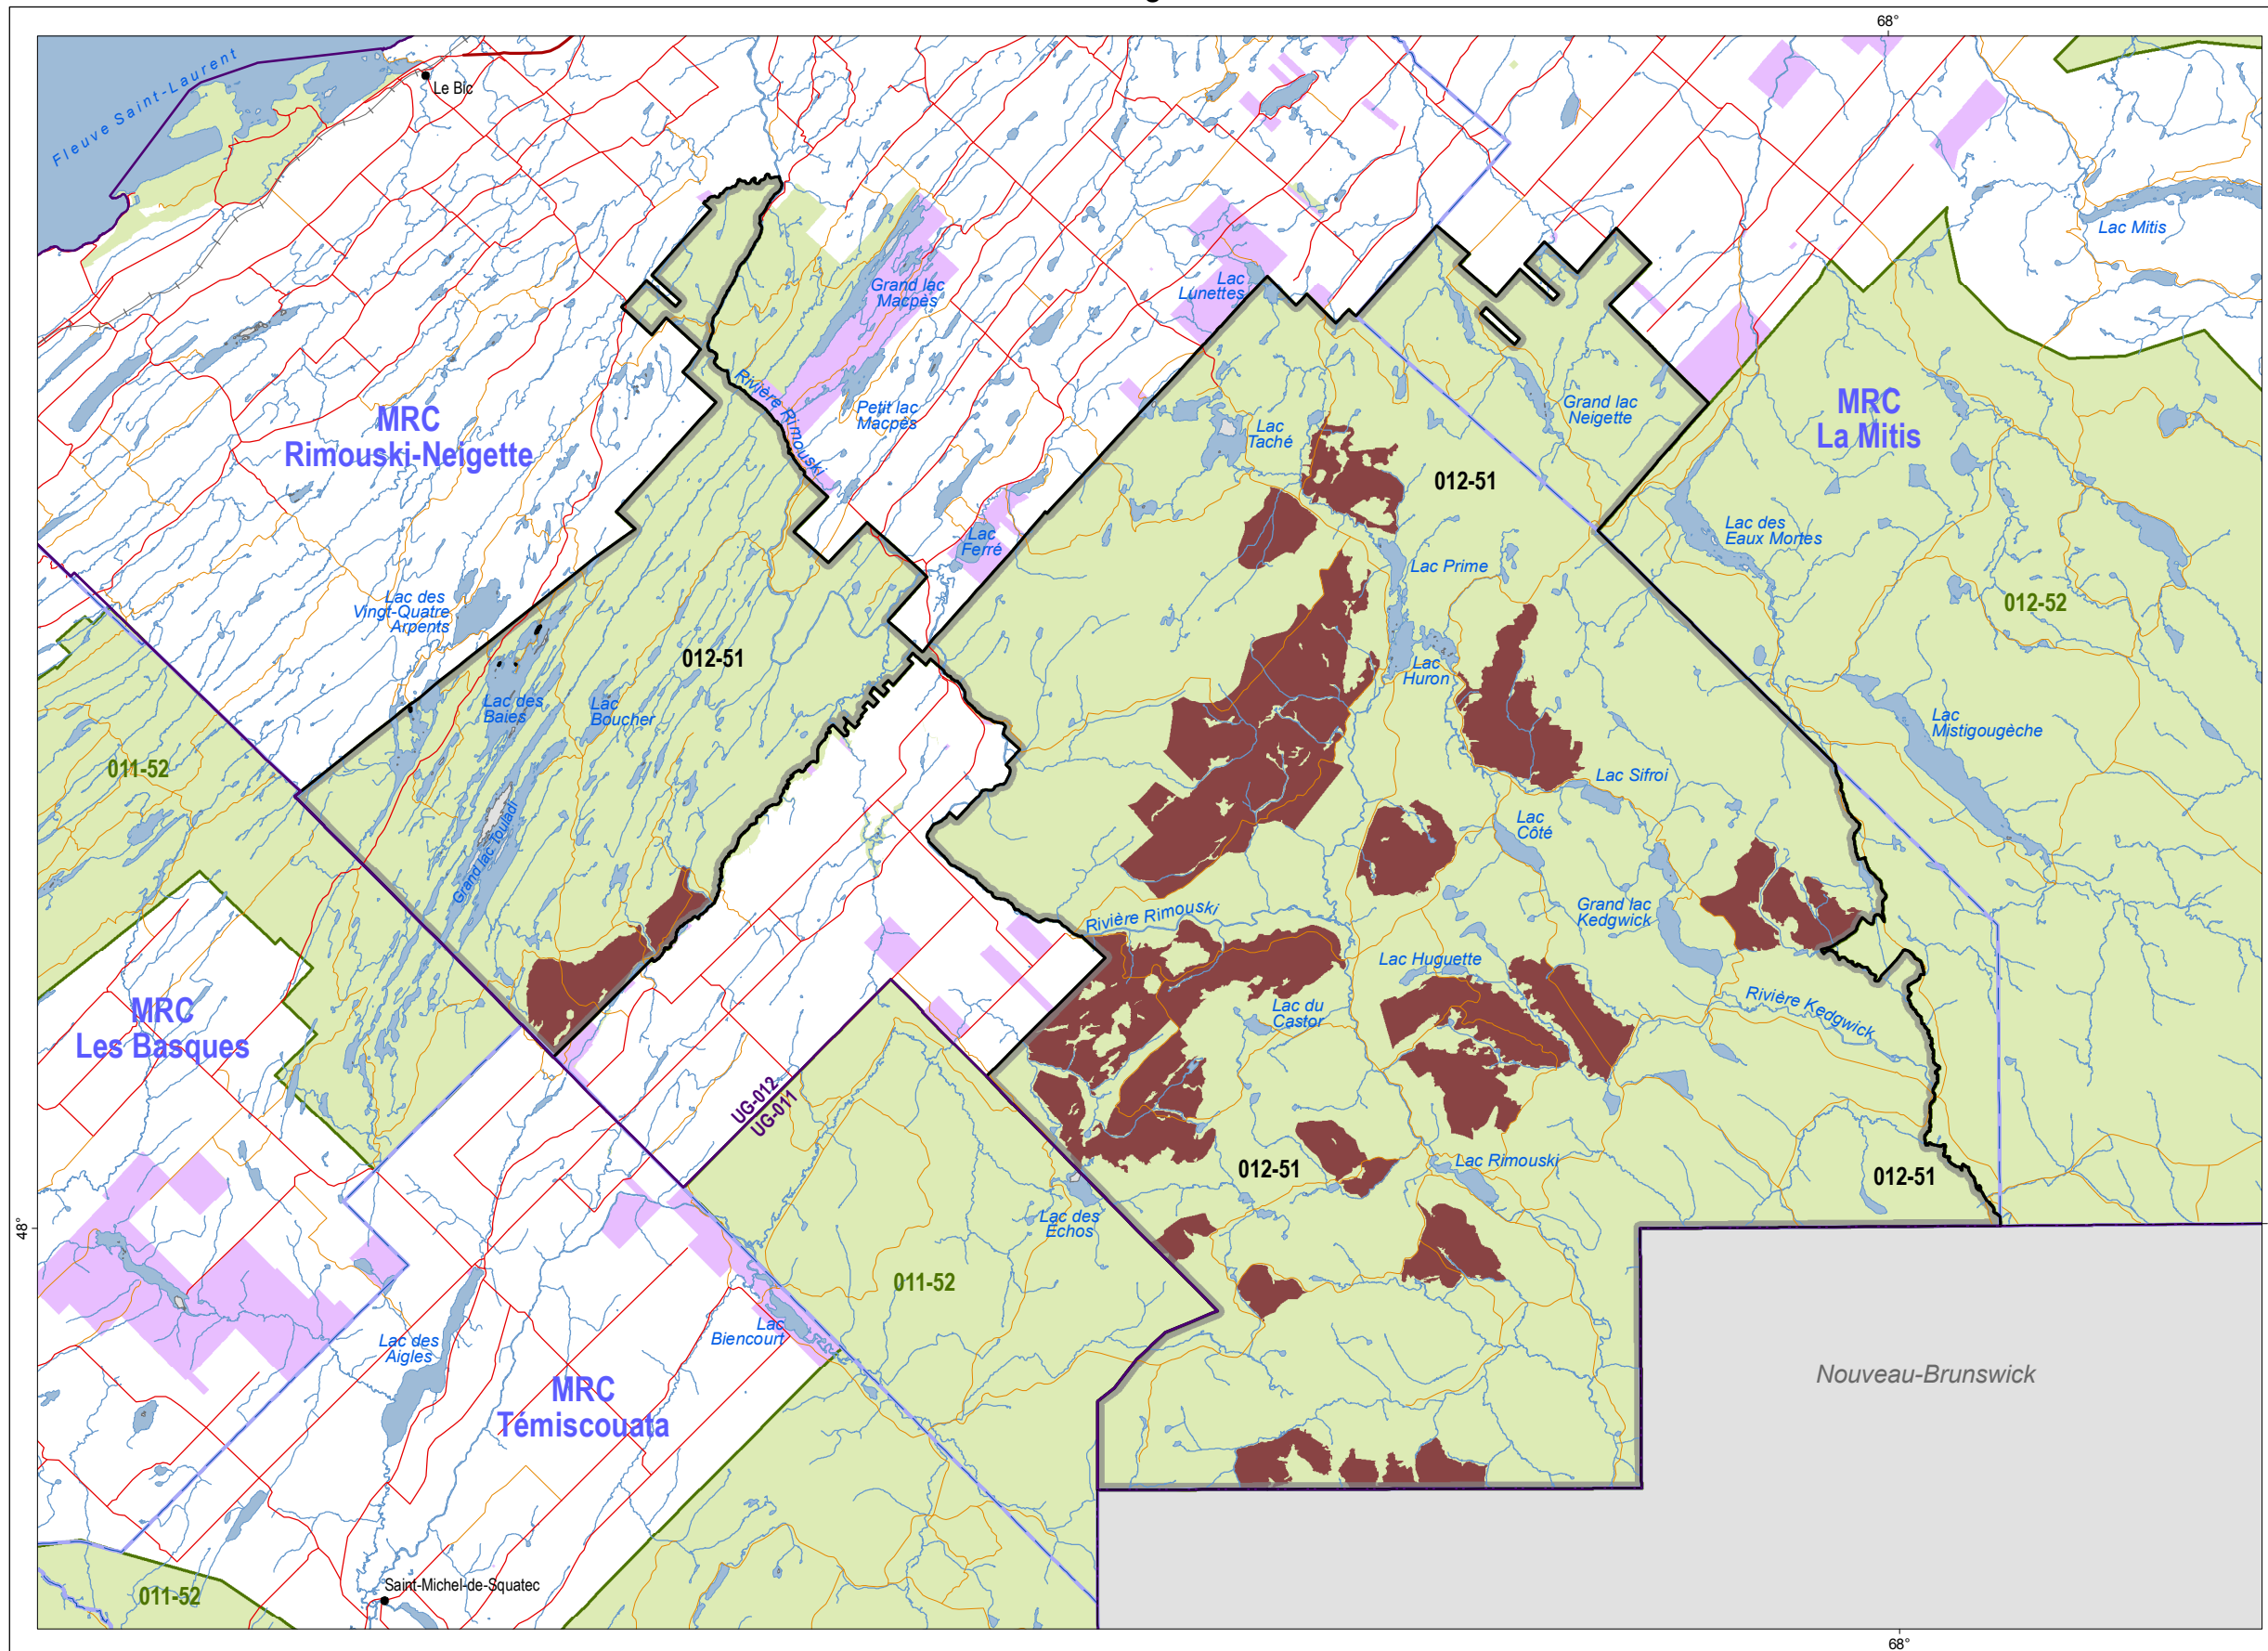 68°
Fleuve Saint-Laurent
Le Bic
Lac Mitis
Grand lac
Macpès
Lac
Lunettes
Rivière Rimouski
Petit lac
Macpès
Grand lac
Neigette
MRC
Rimouski-Neigette
MRC
La Mitis
Lac
Taché
012-51
Lac des
Eaux Mortes
Lac
Ferré
Lac Prime
Lac des
Vingt-Quatre
Arpents
012-52
012-51
Lac
Huron
Lac des
Baies
Lac
Boucher
Lac
Mistigougèche
011-52
Lac Sifroi
Lac
Côté
Grand lac Touladi
Rivière Rimouski
Grand lac
Kedgwick
Lac Huguette
MRC
Les Basques
Lac du
Castor
Rivière Kedgwick
UG-012
UG-011
012-51
Lac Rimouski
012-51
48°
Lac des
Echos
011-52
Lac
Biencourt
Lac des
Aigles
Nouveau-Brunswick
MRC
Témiscouata
Saint-Michel-de-Squatec
011-52
68°